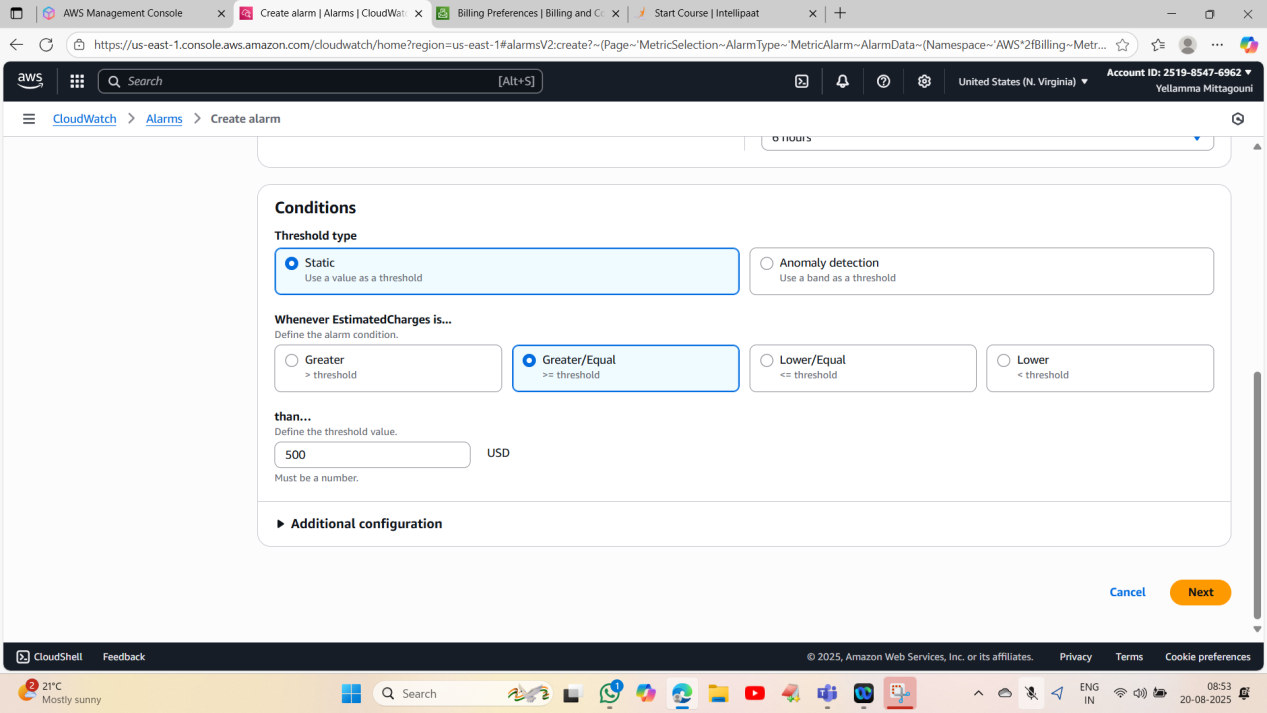 AWS Management Console
Create alarm | Alarms | CloudWat
Billing Preferences | Billing and Co
Start Course | Intellipaat
https://us-east-1.console.aws.amazon.com/cloudwatch/home?region=us-east-1#alarmsV2:create?~(Page~'MetricSelection~AlarmType~'MetricAlarm~AlarmData~(Namespace~'AWS*2fBilling~Metr...
aws
Search [Alt+S]
United States (N. Virginia)
Account ID: 2519-8547-6962
Yellamma Mittagouni
CloudWatch > Alarms > Create alarm
6 hours
Conditions
Threshold type
Static
Use a value as a threshold
Anomaly detection
Use a band as a threshold
Whenever EstimatedCharges is...
Define the alarm condition.
Greater
> threshold
Greater/Equal
>= threshold
Lower/Equal
<= threshold
Lower
< threshold
than...
Define the threshold value.
500 USD
Must be a number.
Additional configuration
Cancel
Next
CloudShell
Feedback
© 2025, Amazon Web Services, Inc. or its affiliates.
Privacy
Terms
Cookie preferences
2
21°C
Mostly sunny
Search
1
ENG
IN
08:53
20-08-2025